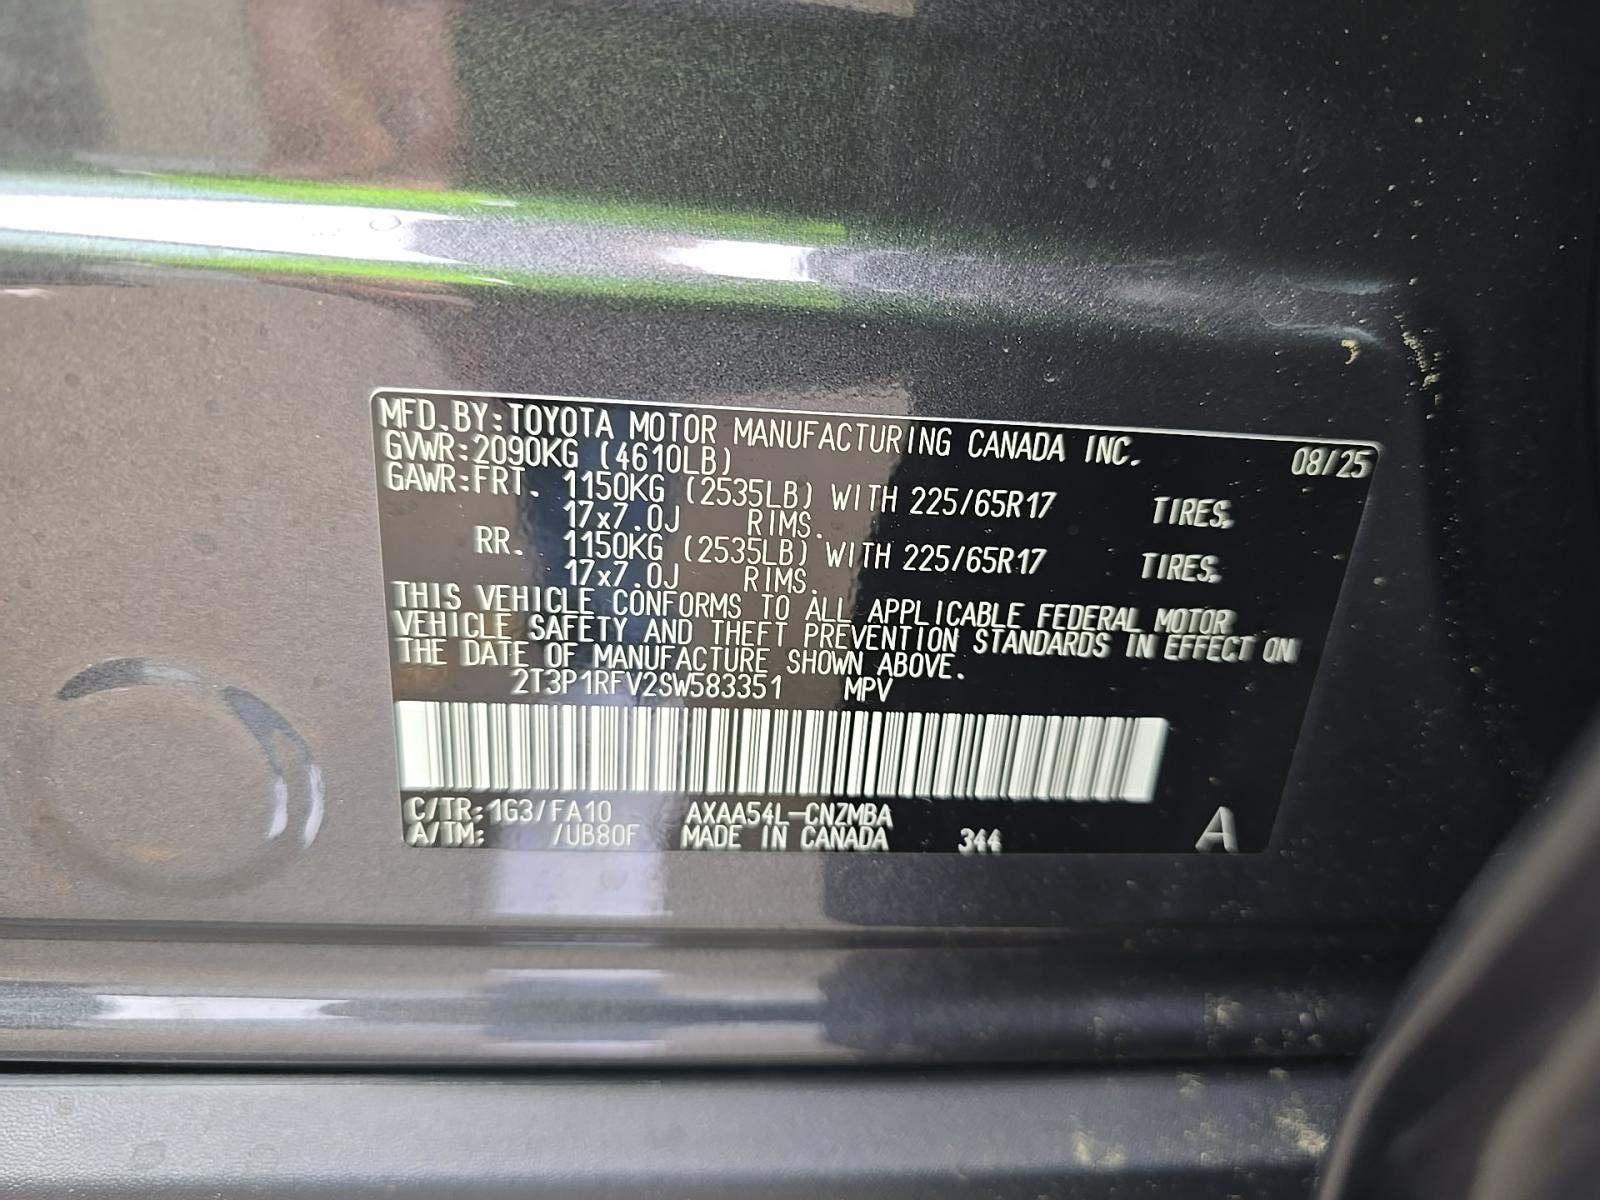 MFD. BY: TOYOTA MOTOR MANUFACTURING CANADA INC. 08/25
GVWR: 2090KG (4610LB)
GAWR: FRT. 1150KG (2535LB) WITH 225/65R17 TIRES,
17x7.0J RIMS.
RR. 1150KG (2535LB) WITH 225/65R17 TIRES,
17x7.0J RIMS.
THIS VEHICLE CONFORMS TO ALL APPLICABLE FEDERAL MOTOR
VEHICLE SAFETY AND THEFT PREVENTION STANDARDS IN EFFECT ON
THE DATE OF MANUFACTURE SHOWN ABOVE.
2T3P1RFV2SW583351 MPV
C/TR: 1G3/FA10 AXAA54L-CNZMBA
A/TM: /UB80F MADE IN CANADA 344 A